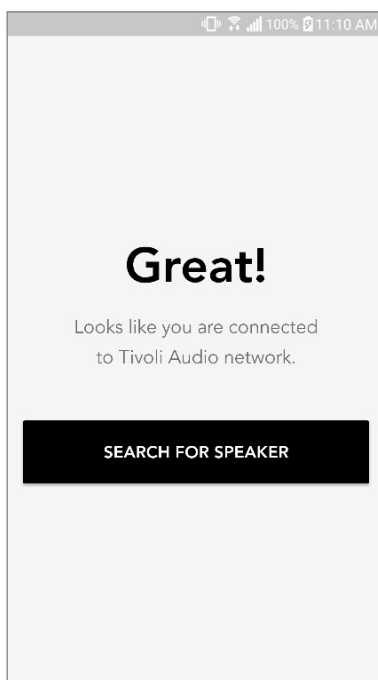 100% 11:10 AM
Great!
Looks like you are connected
to Tivoli Audio network.
SEARCH FOR SPEAKER